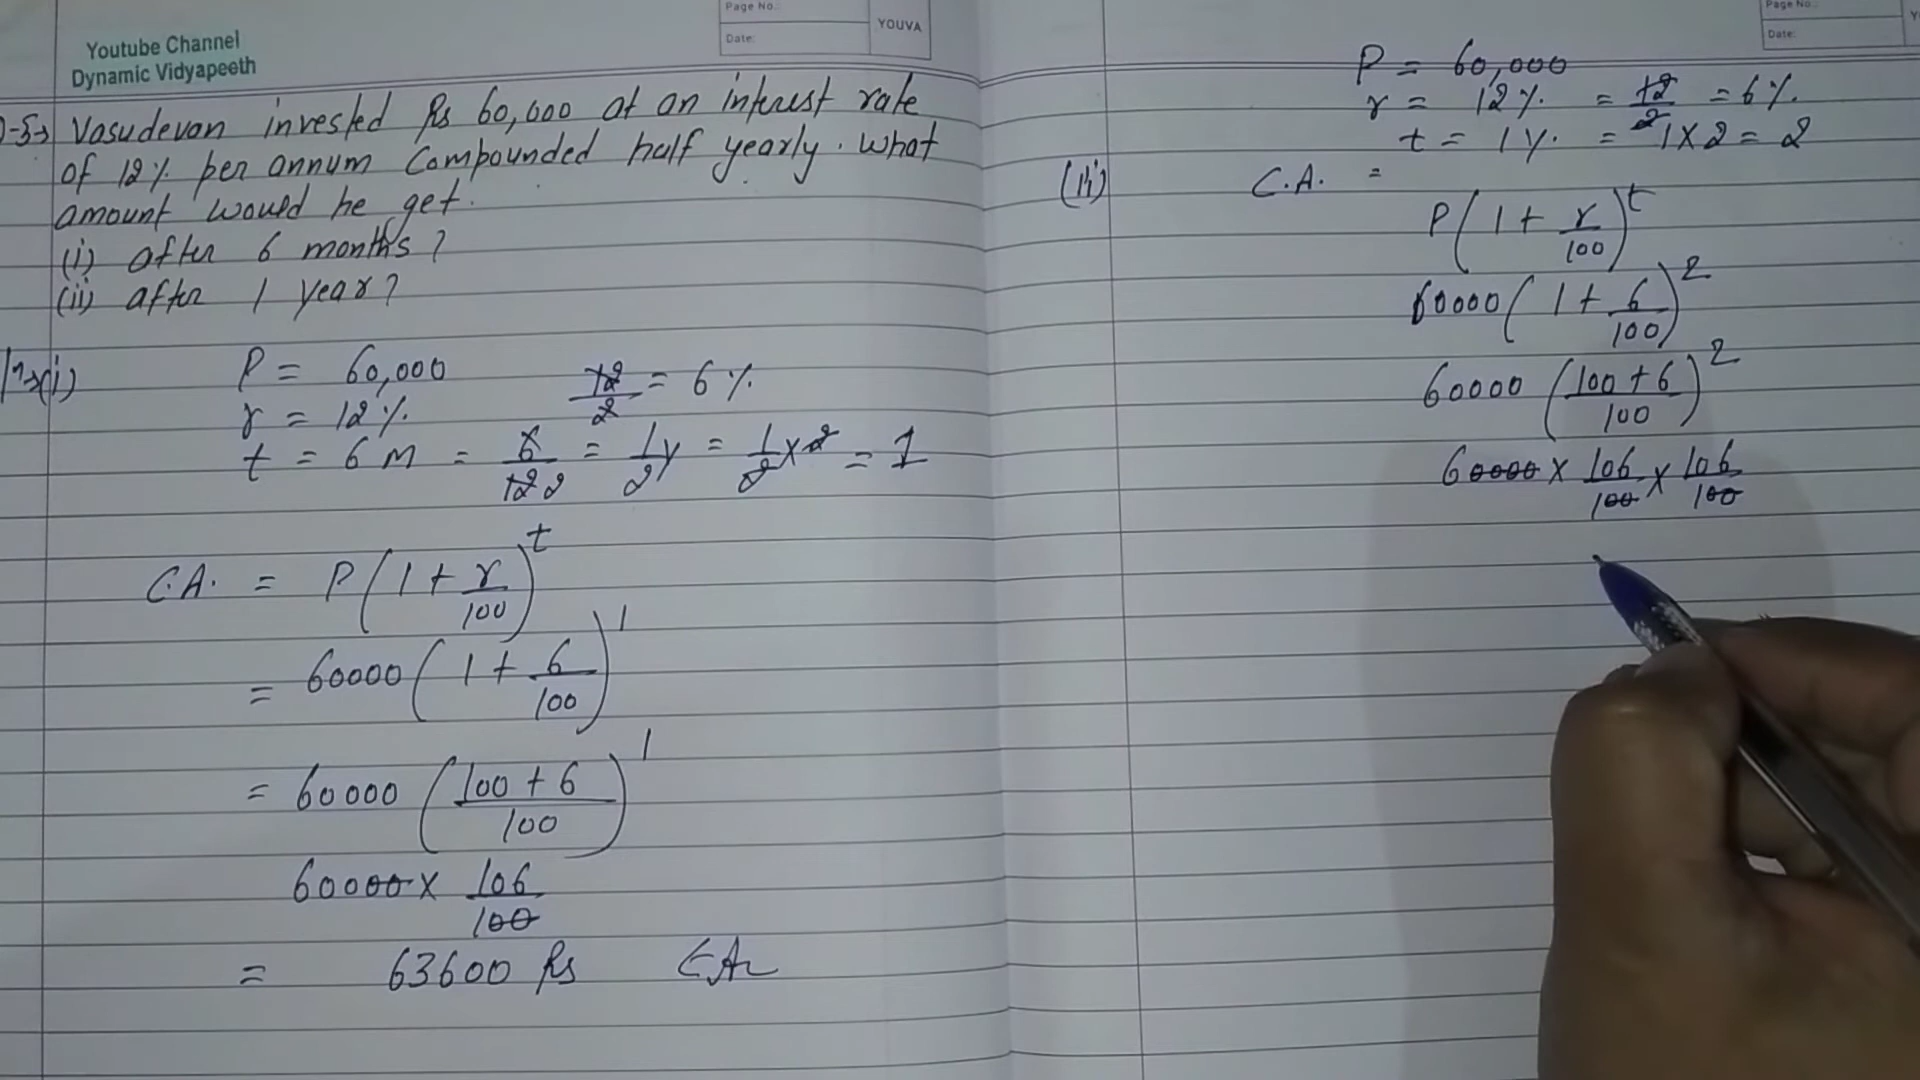 Page No.
Date:
YOUVA
Youtube Channel
Dynamic Vidyapeeth
Q-5→ Vasudevan invested Rs 60,000 at an interest rate
of 12% per annum Compounded half yearly. What
amount would he get.
(i) after 6 months?
(ii) after 1 year?
(i)
P = 60,000
12/2 = 6%
r = 12%
t = 6 M = 6/12 2 = 1/2 y = 1/2 x 2 = 1
C.A. = P(1 + r/100)^t
= 60000(1 + 6/100)^1
= 60000(100 + 6/100)^1
60000 x 106/100
= 63600 Rs C.A.
Page No.
Date:
P = 60,000
r = 12% = 12/2 = 6%
t = 1 y. = 1 x 2 = 2
(ii) C.A. =
P(1 + r/100)^t
60000(1 + 6/100)^2
60000(100 + 6/100)^2
60000 x 106/100 x 106/100